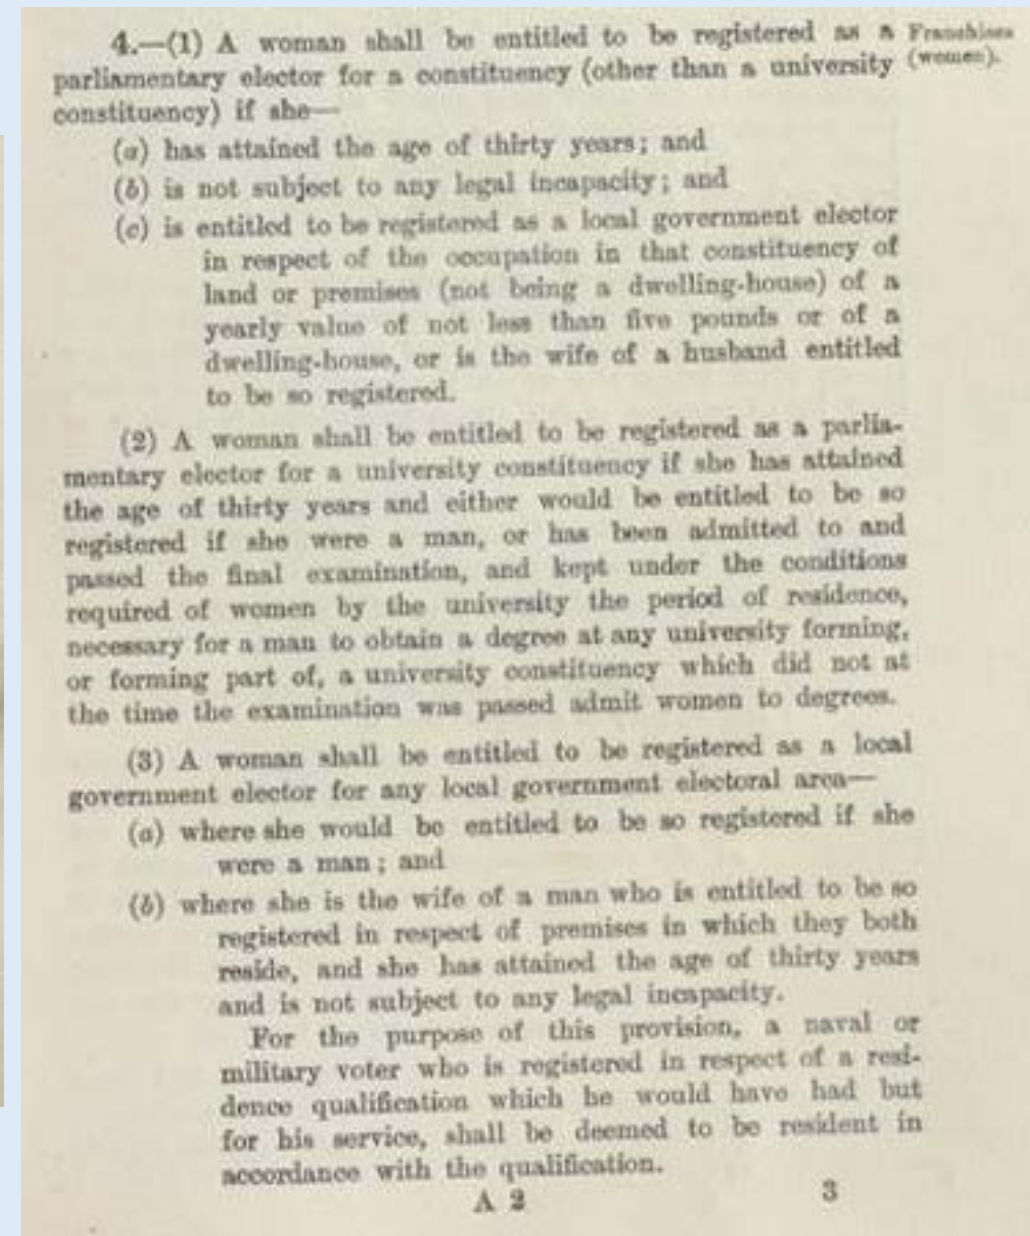 4.—(1) A woman shall be entitled to be registered as a
Franchises
(women).
parliamentary elector for a constituency (other than a university
constituency) if she—
(a) has attained the age of thirty years; and
(b) is not subject to any legal incapacity; and
(c) is entitled to be registered as a local government elector
in respect of the occupation in that constituency of
land or premises (not being a dwelling-house) of a
yearly value of not less than five pounds or of a
dwelling-house, or is the wife of a husband entitled
to be so registered.
(2) A woman shall be entitled to be registered as a parlia-
mentary elector for a university constituency if she has attained
the age of thirty years and either would be entitled to be so
registered if she were a man, or has been admitted to and
passed the final examination, and kept under the conditions
required of women by the university the period of residence,
necessary for a man to obtain a degree at any university forming,
or forming part of, a university constituency which did not at
the time the examination was passed admit women to degrees.
(3) A woman shall be entitled to be registered as a local
government elector for any local government electoral area—
(a) where she would be entitled to be so registered if she
were a man; and
(b) where she is the wife of a man who is entitled to be so
registered in respect of premises in which they both
reside, and she has attained the age of thirty years
and is not subject to any legal incapacity.
For the purpose of this provision, a naval or
military voter who is registered in respect of a resi-
dence qualification which he would have had but
for his service, shall be deemed to be resident in
accordance with the qualification.
A 2
3